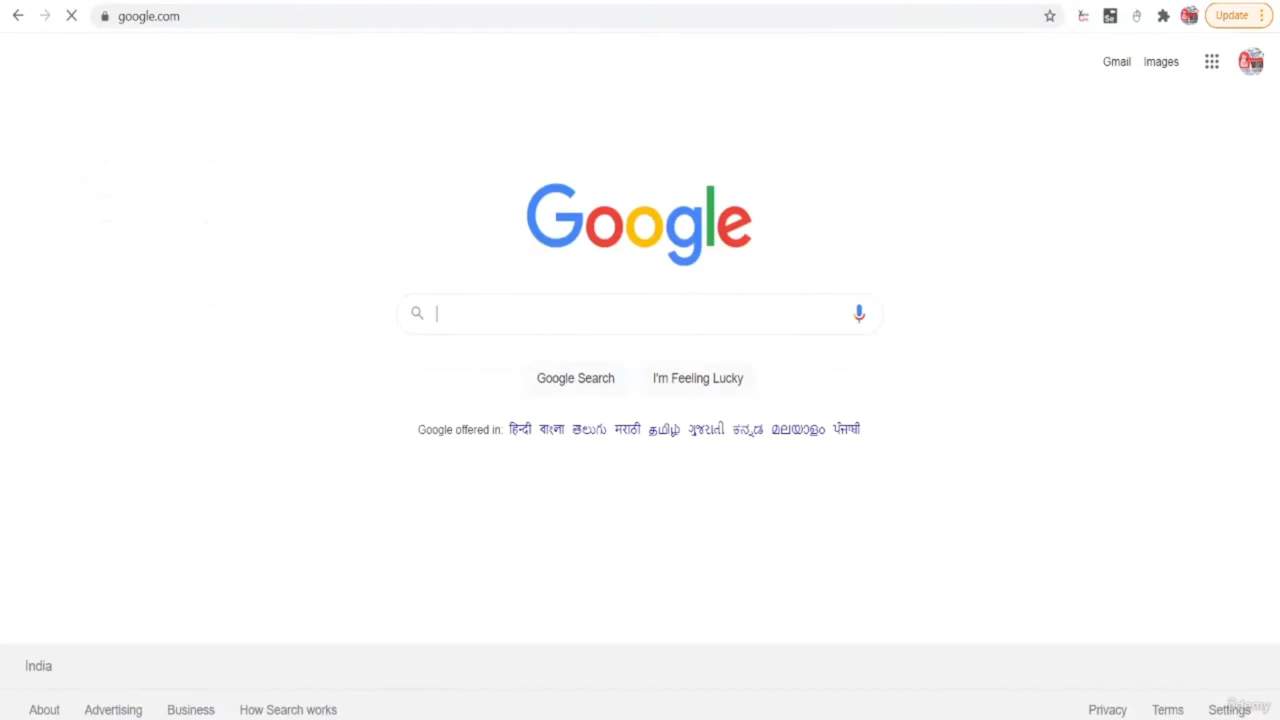 google.com
Update
Gmail Images
Google
Google Search I'm Feeling Lucky
Google offered in: हिन्दी বাংলা తెలుగు मराठी தமிழ் ગુજરાતી ಕನ್ನಡ മലയാളം ਪੰਜਾਬੀ
India
About Advertising Business How Search works
Privacy Terms Settings
ûdemy